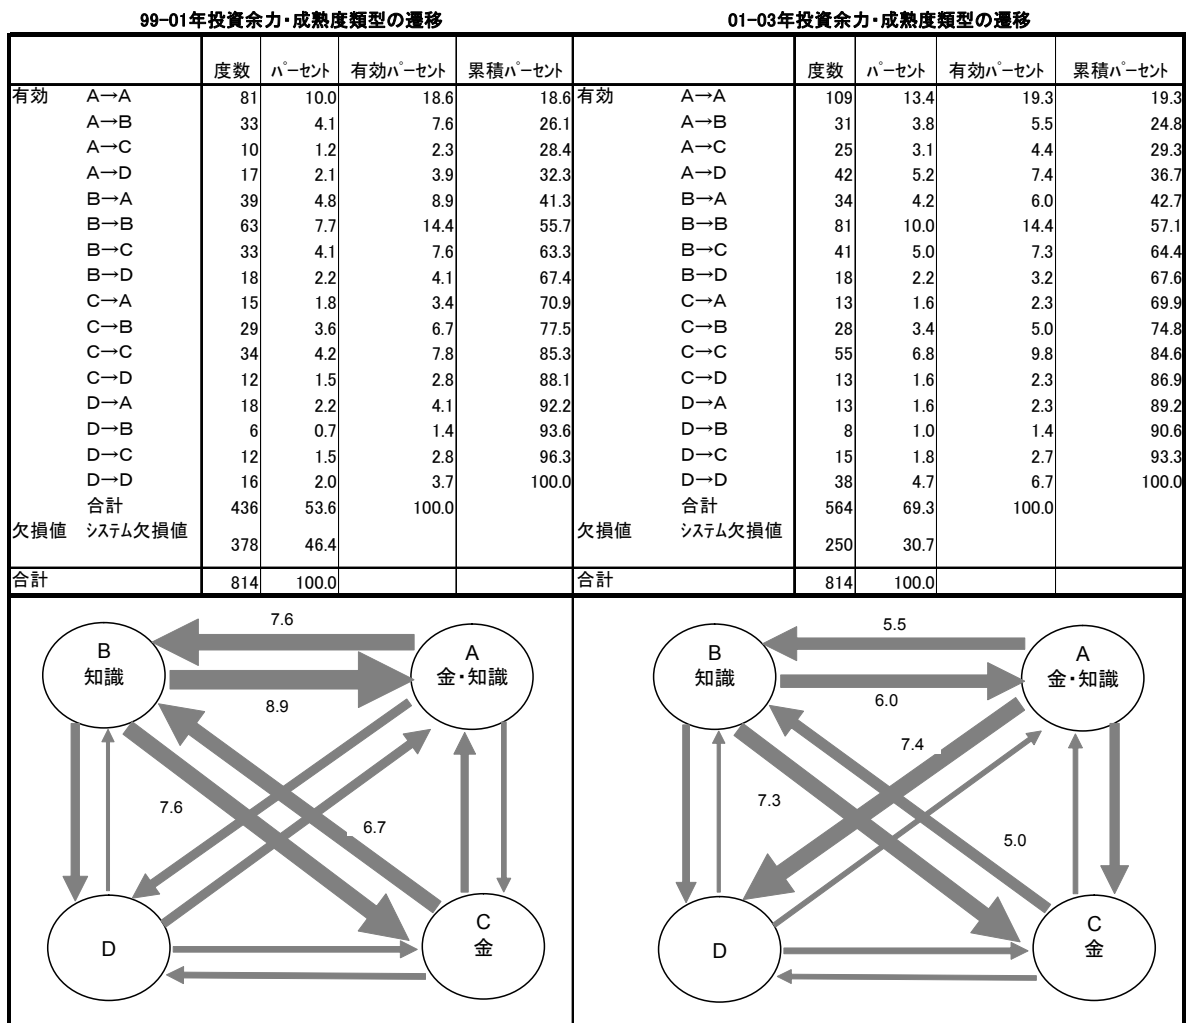 99-01年投資余力・成熟度類型の遷移
01-03年投資余力・成熟度類型の遷移
度数 パーセント 有効パーセント 累積パーセント 度数 パーセント 有効パーセント 累積パーセント
有効 A→A 81 10.0 18.6 18.6 有効 A→A 109 13.4 19.3 19.3
A→B 33 4.1 7.6 26.1 A→B 31 3.8 5.5 24.8
A→C 10 1.2 2.3 28.4 A→C 25 3.1 4.4 29.3
A→D 17 2.1 3.9 32.3 A→D 42 5.2 7.4 36.7
B→A 39 4.8 8.9 41.3 B→A 34 4.2 6.0 42.7
B→B 63 7.7 14.4 55.7 B→B 81 10.0 14.4 57.1
B→C 33 4.1 7.6 63.3 B→C 41 5.0 7.3 64.4
B→D 18 2.2 4.1 67.4 B→D 18 2.2 3.2 67.6
C→A 15 1.8 3.4 70.9 C→A 13 1.6 2.3 69.9
C→B 29 3.6 6.7 77.5 C→B 28 3.4 5.0 74.8
C→C 34 4.2 7.8 85.3 C→C 55 6.8 9.8 84.6
C→D 12 1.5 2.8 88.1 C→D 13 1.6 2.3 86.9
D→A 18 2.2 4.1 92.2 D→A 13 1.6 2.3 89.2
D→B 6 0.7 1.4 93.6 D→B 8 1.0 1.4 90.6
D→C 12 1.5 2.8 96.3 D→C 15 1.8 2.7 93.3
D→D 16 2.0 3.7 100.0 D→D 38 4.7 6.7 100.0
合計 436 53.6 100.0 合計 564 69.3 100.0
欠損値 システム欠損値 378 46.4 欠損値 システム欠損値 250 30.7
合計 814 100.0 合計 814 100.0
7.6
B
知識
A
金・知識
8.9
7.6
6.7
D
C
金
5.5
B
知識
A
金・知識
6.0
7.4
7.3
5.0
D
C
金